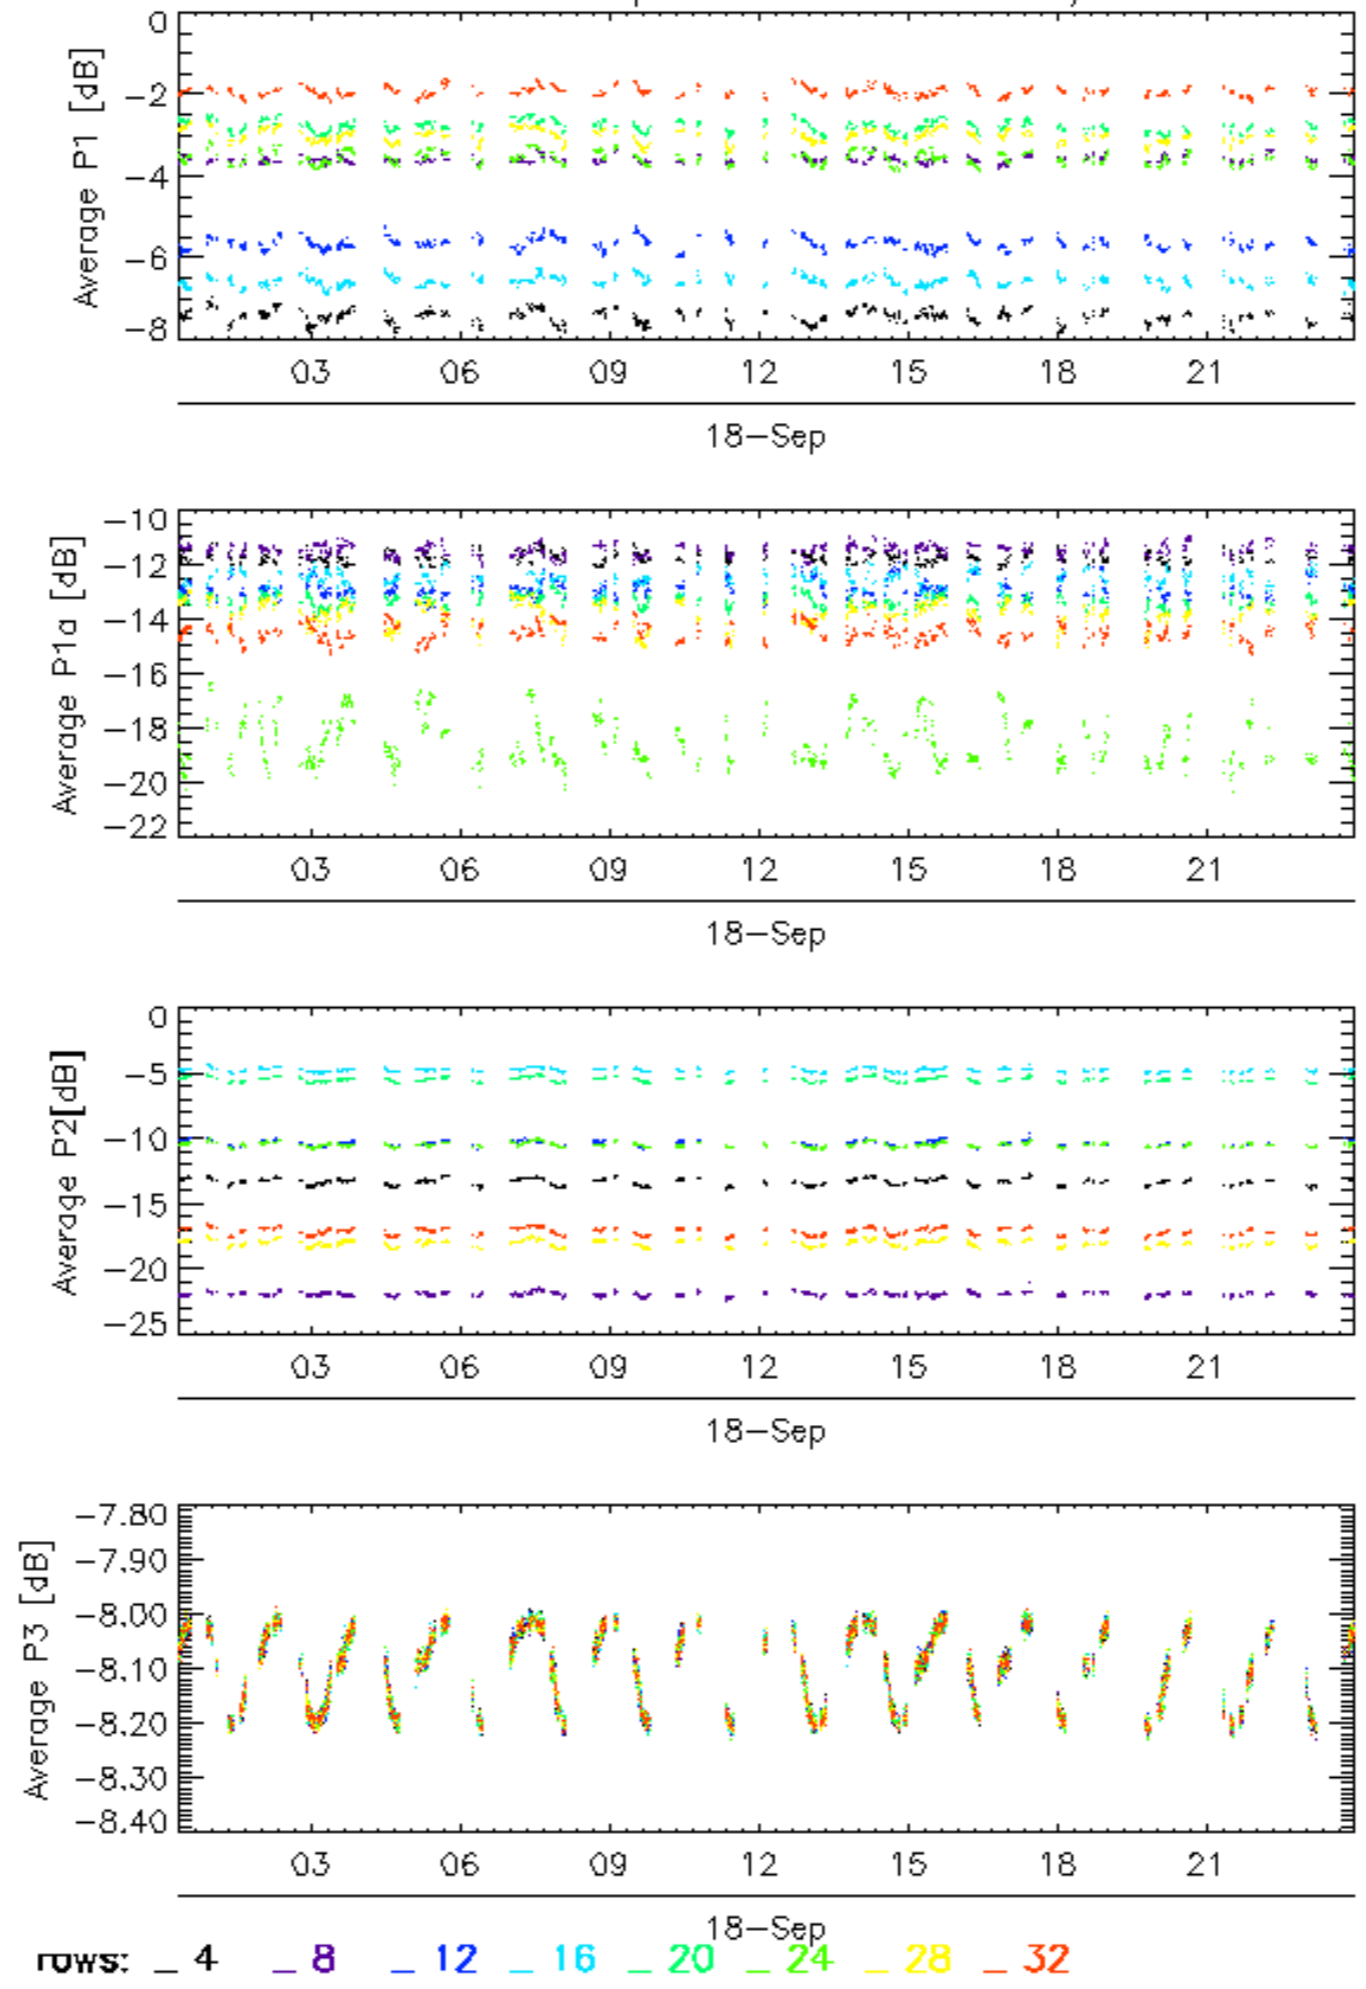 Average P1 [dB]
0
−2
−4
−6
−8
03 06 09 12 15 18 21
18−Sep
Average P1a [dB]
−10
−12
−14
−16
−18
−20
−22
03 06 09 12 15 18 21
18−Sep
Average P2[dB]
0
−5
−10
−15
−20
−25
03 06 09 12 15 18 21
18−Sep
Average P3 [dB]
−7.80
−7.90
−8.00
−8.10
−8.20
−8.30
−8.40
03 06 09 12 15 18 21
18−Sep
rows: _ 4 _ 8 _ 12 _ 16 _ 20 _ 24 _ 28 _ 32